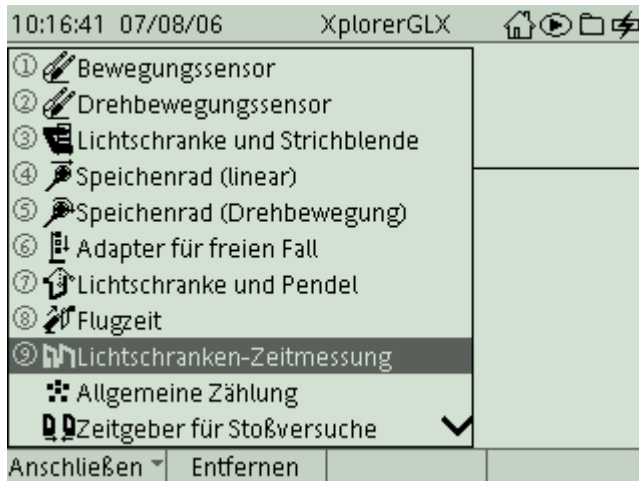 10:16:41 07/08/06 XplorerGLX
① Bewegungssensor
② Drehbewegungssensor
③ Lichtschranke und Strichblende
④ Speichenrad (linear)
⑤ Speichenrad (Drehbewegung)
⑥ Adapter für freien Fall
⑦ Lichtschranke und Pendel
⑧ Flugzeit
⑨ Lichtschranken-Zeitmessung
Allgemeine Zählung
Zeitgeber für Stoßversuche
Anschließen Entfernen